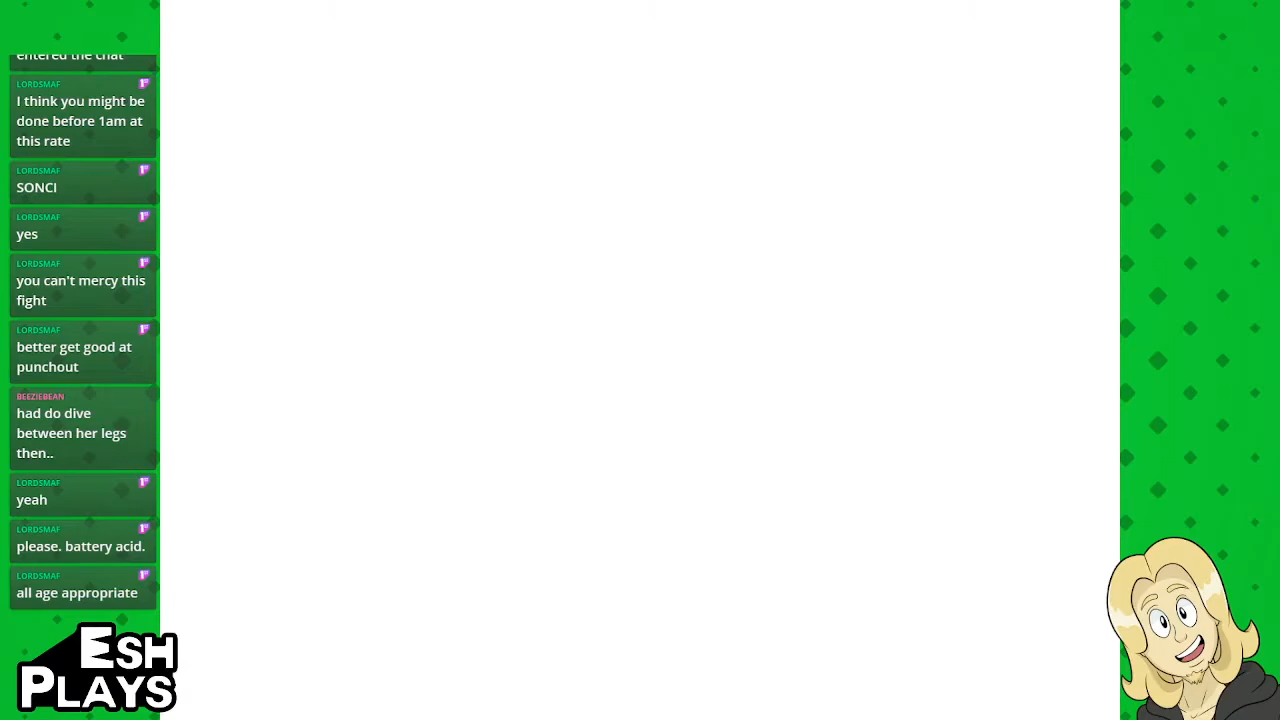 entered the chat
LORDSMAF
I think you might be
done before 1am at
this rate
LORDSMAF
SONCI
LORDSMAF
yes
LORDSMAF
you can't mercy this
fight
LORDSMAF
better get good at
punchout
BEEZIEBEAN
had do dive
between her legs
then..
LORDSMAF
yeah
LORDSMAF
please. battery acid.
LORDSMAF
all age appropriate
ESH
PLAYS